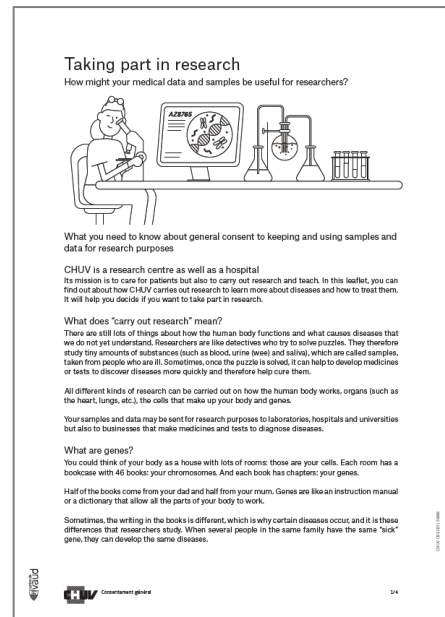 Taking part in research
How might your medical data and samples be useful for researchers?
AZ8765
What you need to know about general consent to keeping and using samples and
data for research purposes
CHUV is a research centre as well as a hospital
Its mission is to care for patients but also to carry out research and teach. In this leaflet, you can
find out about how CHUV carries out research to learn more about diseases and how to treat them.
It will help you decide if you want to take part in research.
What does "carry out research" mean?
There are still lots of things about how the human body functions and what causes diseases that
we do not yet understand. Researchers are like detectives who try to solve puzzles. They therefore
study tiny amounts of substances (such as blood, urine (wee) and saliva), which are called samples,
taken from people who are ill. Sometimes, once the puzzle is solved, it can help to develop medicines
or tests to discover diseases more quickly and therefore help cure them.
All different kinds of research can be carried out on how the human body works, organs (such as
the heart, lungs, etc.), the cells that make up your body and genes.
Your samples and data may be sent for research purposes to laboratories, hospitals and universities
but also to businesses that make medicines and tests to diagnose diseases.
What are genes?
You could think of your body as a house with lots of rooms: those are your cells. Each room has a
bookcase with 46 books: your chromosomes. And each book has chapters: your genes.
Half of the books come from your dad and half from your mum. Genes are like an instruction manual
or a dictionary that allow all the parts of your body to work.
Sometimes, the writing in the books is different, which is why certain diseases occur, and it is these
differences that researchers study. When several people in the same family have the same "sick"
gene, they can develop the same diseases.
vaud
CHUV
Consentement général
1/4